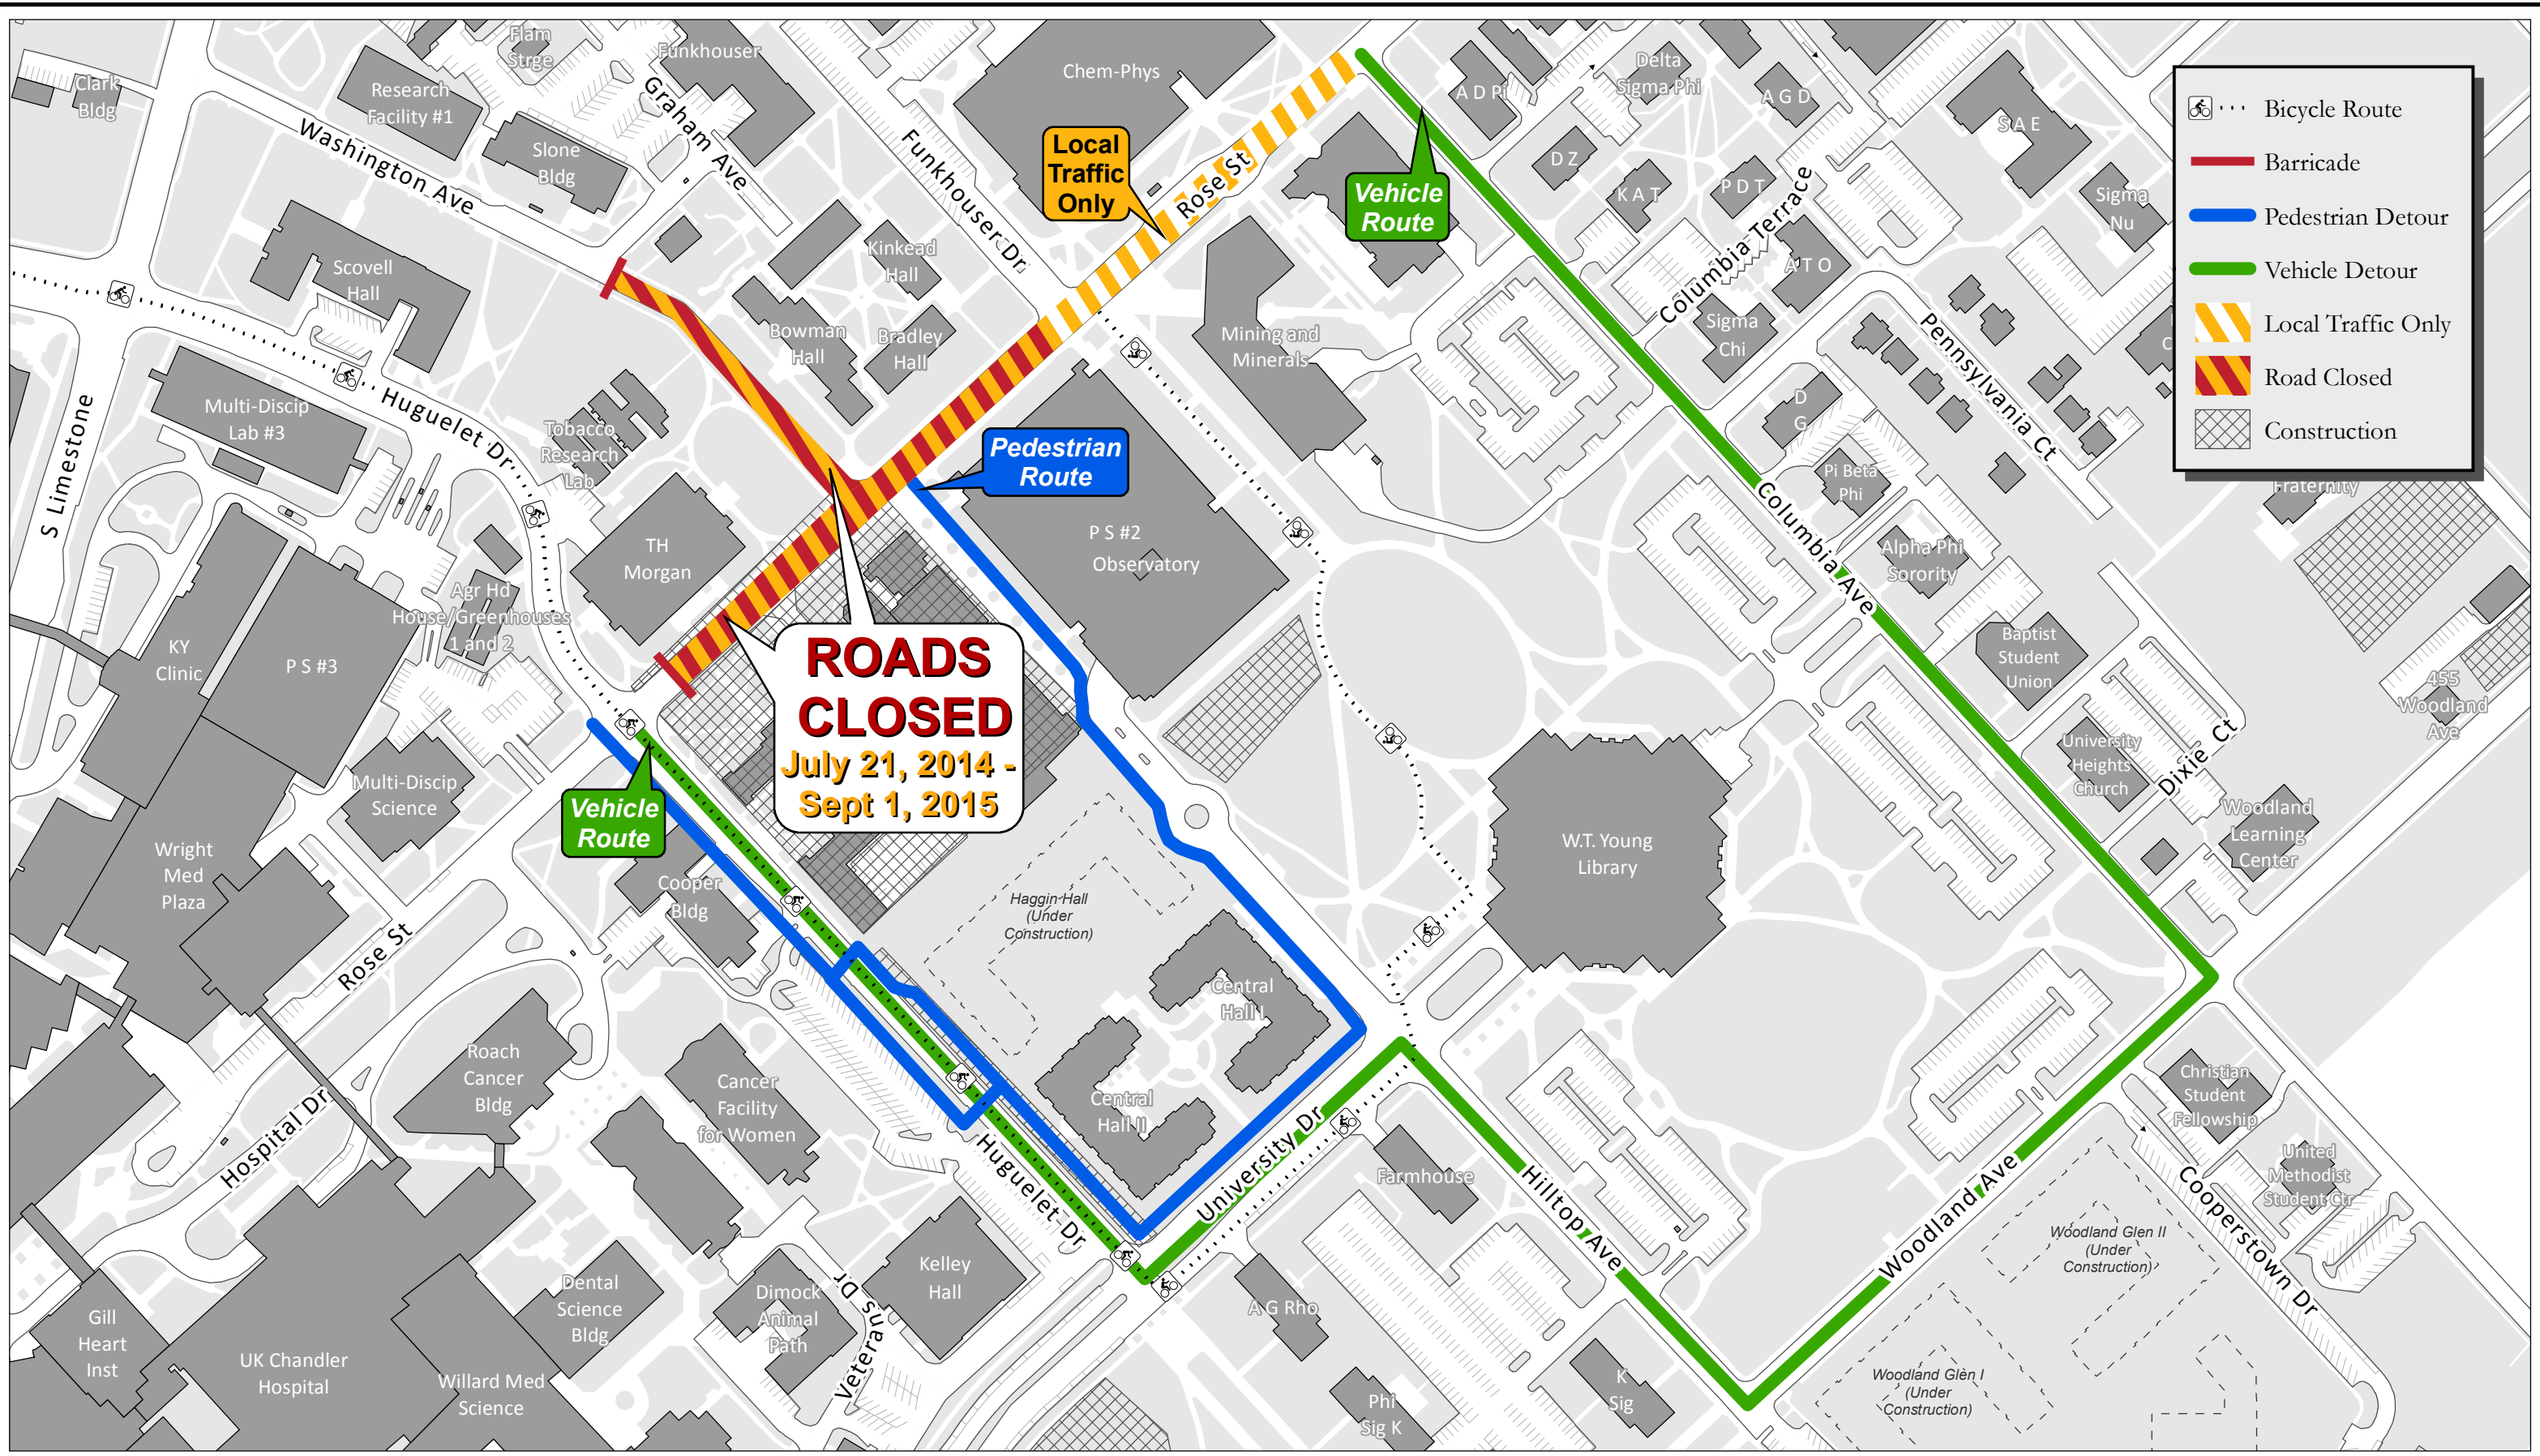 Flam
Strge
Funkhouser
Chem-Phys
Clark
Bldg
Research
Facility #1
Graham Ave
Washington Ave
Slone
Bldg
Funkhouser Dr
Local
Traffic
Only
Rose St
Vehicle
Route
A D Pi
Delta
Sigma Phi
A G D
S A E
D Z
K A T
P D T
Sigma
Nu
Columbia Terrace
A T O
Sigma
Chi
Pennsylvania Ct
Bicycle Route
Barricade
Pedestrian Detour
Vehicle Detour
Local Traffic Only
Road Closed
Construction
Fraternity
C
Scovell
Hall
Kinkead
Hall
Bowman
Hall
Bradley
Hall
Mining and
Minerals
Multi-Discip
Lab #3
Huguelet Dr
S Limestone
Tobacco
Research
Lab
Pedestrian
Route
D
G
Pi Beta
Phi
Columbia Ave
Alpha Phi
Sorority
TH
Morgan
P S #2
Observatory
Agr Hd
House/Greenhouses
1 and 2
KY
Clinic
P S #3
ROADS
CLOSED
July 21, 2014 -
Sept 1, 2015
Baptist
Student
Union
455
Woodland
Ave
University
Heights
Church
Dixie Ct
Multi-Discip
Science
Vehicle
Route
Woodland
Learning
Center
Wright
Med
Plaza
Cooper
Bldg
W.T. Young
Library
Haggin Hall
(Under
Construction)
Rose St
Central
Hall I
Roach
Cancer
Bldg
Cancer
Facility
for Women
Central
Hall II
Hospital Dr
Huguelet Dr
University Dr
Farmhouse
Hilltop Ave
Woodland Ave
Christian
Student
Fellowship
United
Methodist
Student Ctr
Cooperstown Dr
Woodland Glen II
(Under
Construction)
Kelley
Hall
Dental
Science
Bldg
Dimock
Animal
Path
Veterans Dr
A G Rho
Gill
Heart
Inst
UK Chandler
Hospital
Willard Med
Science
Phi
Sig K
K
Sig
Woodland Glen I
(Under
Construction)